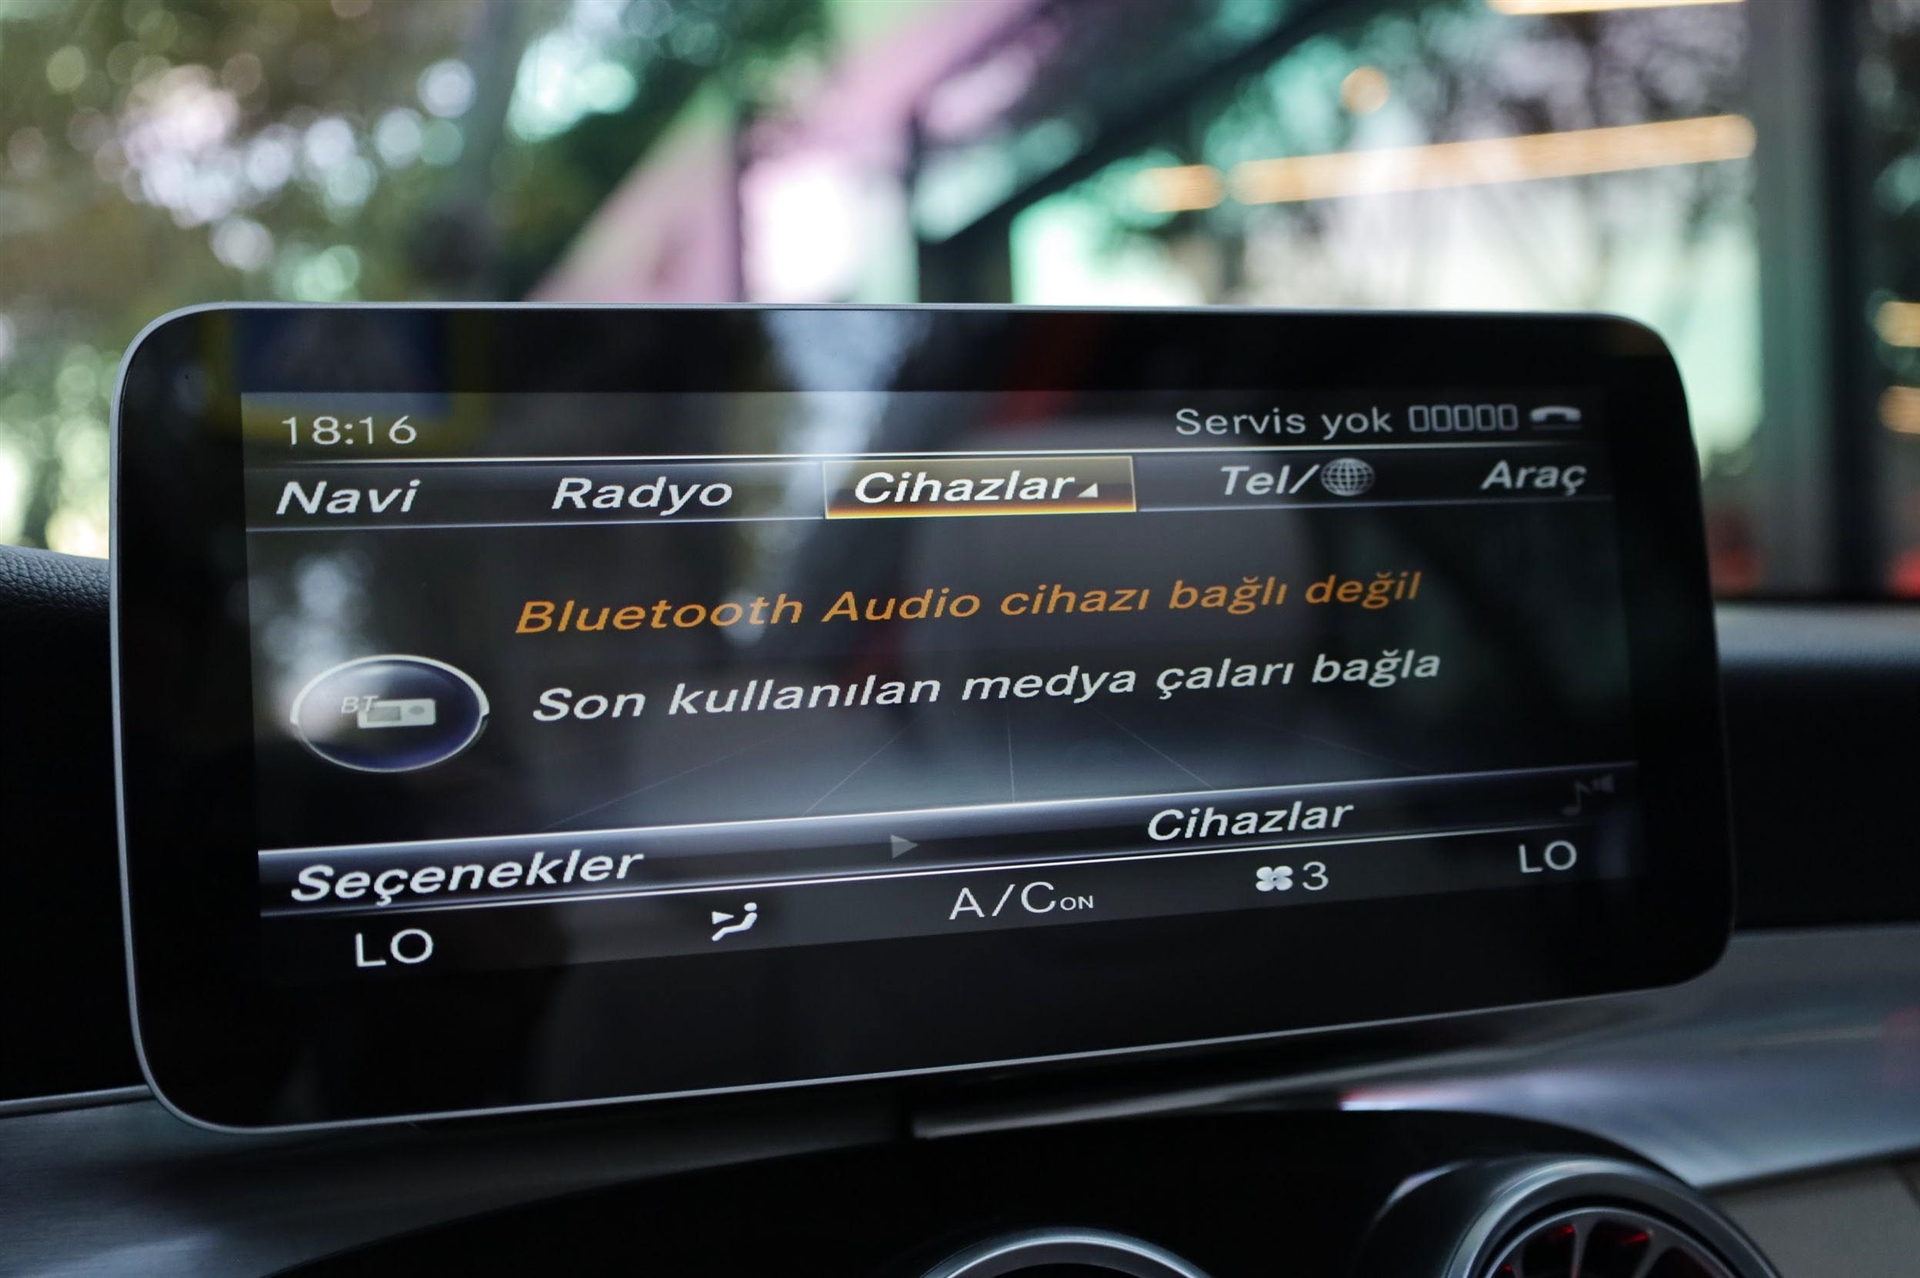 18:16 Servis yok
Navi Radyo Cihazlar Tel/ Araç
Bluetooth Audio cihazı bağlı değil
BT
Son kullanılan medya çaları bağla
Seçenekler Cihazlar
LO A/C ON 3 LO